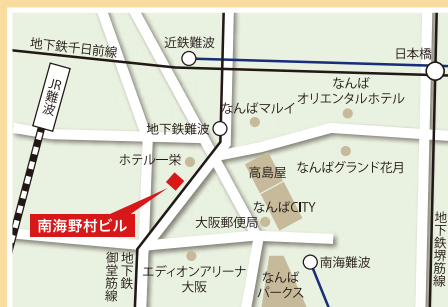 近鉄難波
地下鉄千日前線
日本橋
JR
難波
なんば
オリエンタルホテル
なんばマルイ
地下鉄難波
ホテル一栄
なんばグランド花月
高島屋
なんばCITY
南海野村ビル
大阪郵便局
地下鉄
御堂筋線
エディオンアリーナ
大阪
南海難波
なんば
パークス
地下鉄堺筋線